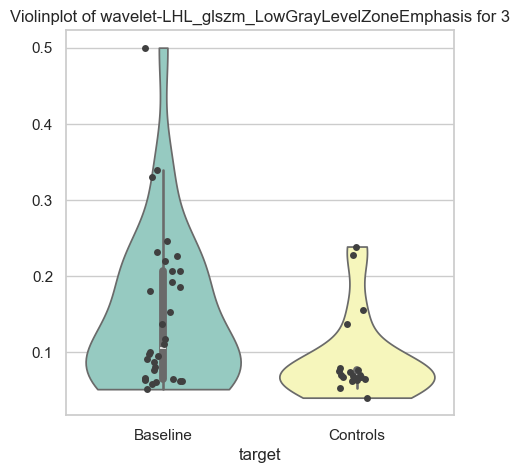 Violinplot of wavelet-LHL_glszm_LowGrayLevelZoneEmphasis for 3
0.5
0.4
0.3
0.2
0.1
Baseline
Controls
target